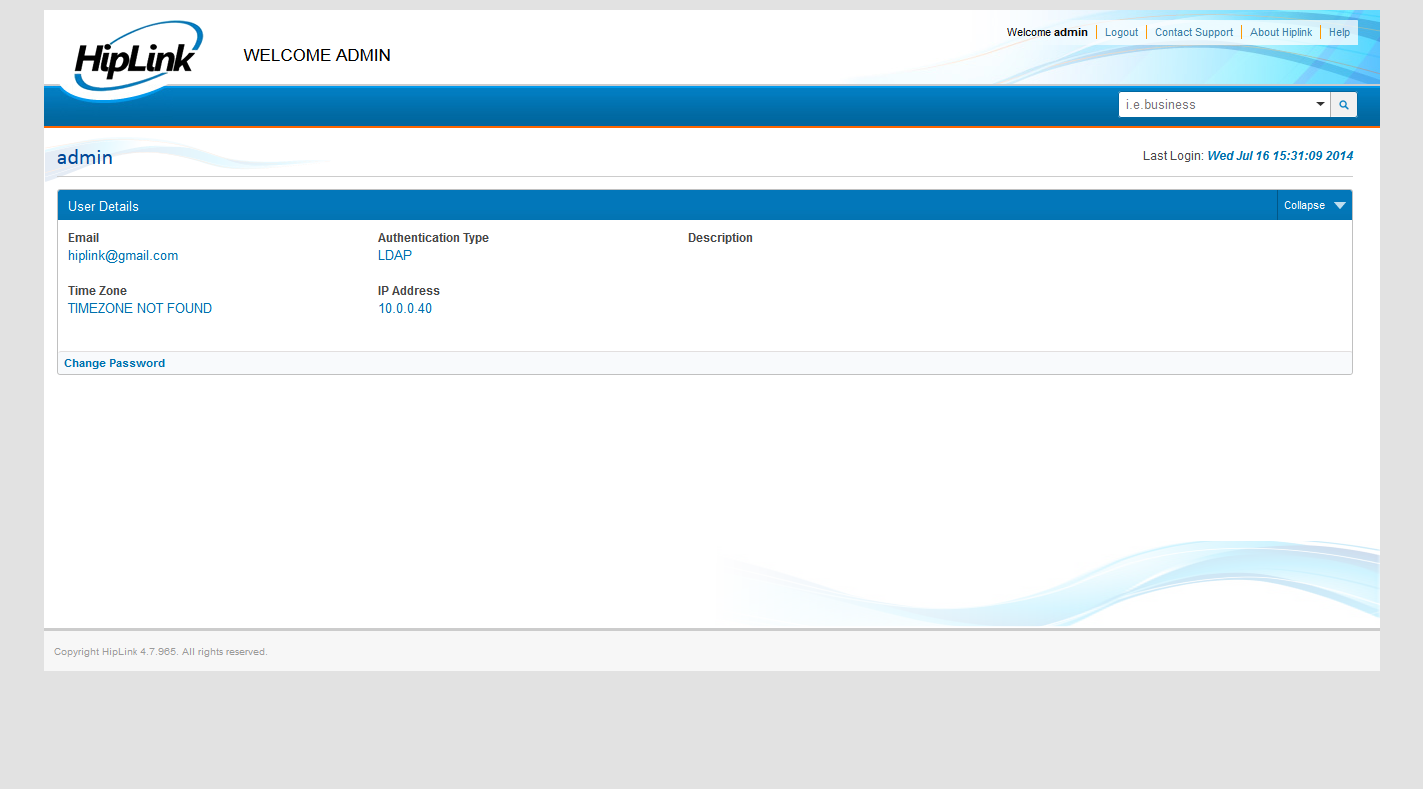 HipLink
WELCOME ADMIN
Welcome admin Logout Contact Support About Hiplink Help
i.e.business
admin
Last Login: Wed Jul 16 15:31:09 2014
User Details Collapse
Email Authentication Type Description
hiplink@gmail.com LDAP
Time Zone IP Address
TIMEZONE NOT FOUND 10.0.0.40
Change Password
Copyright HipLink 4.7.965. All rights reserved.